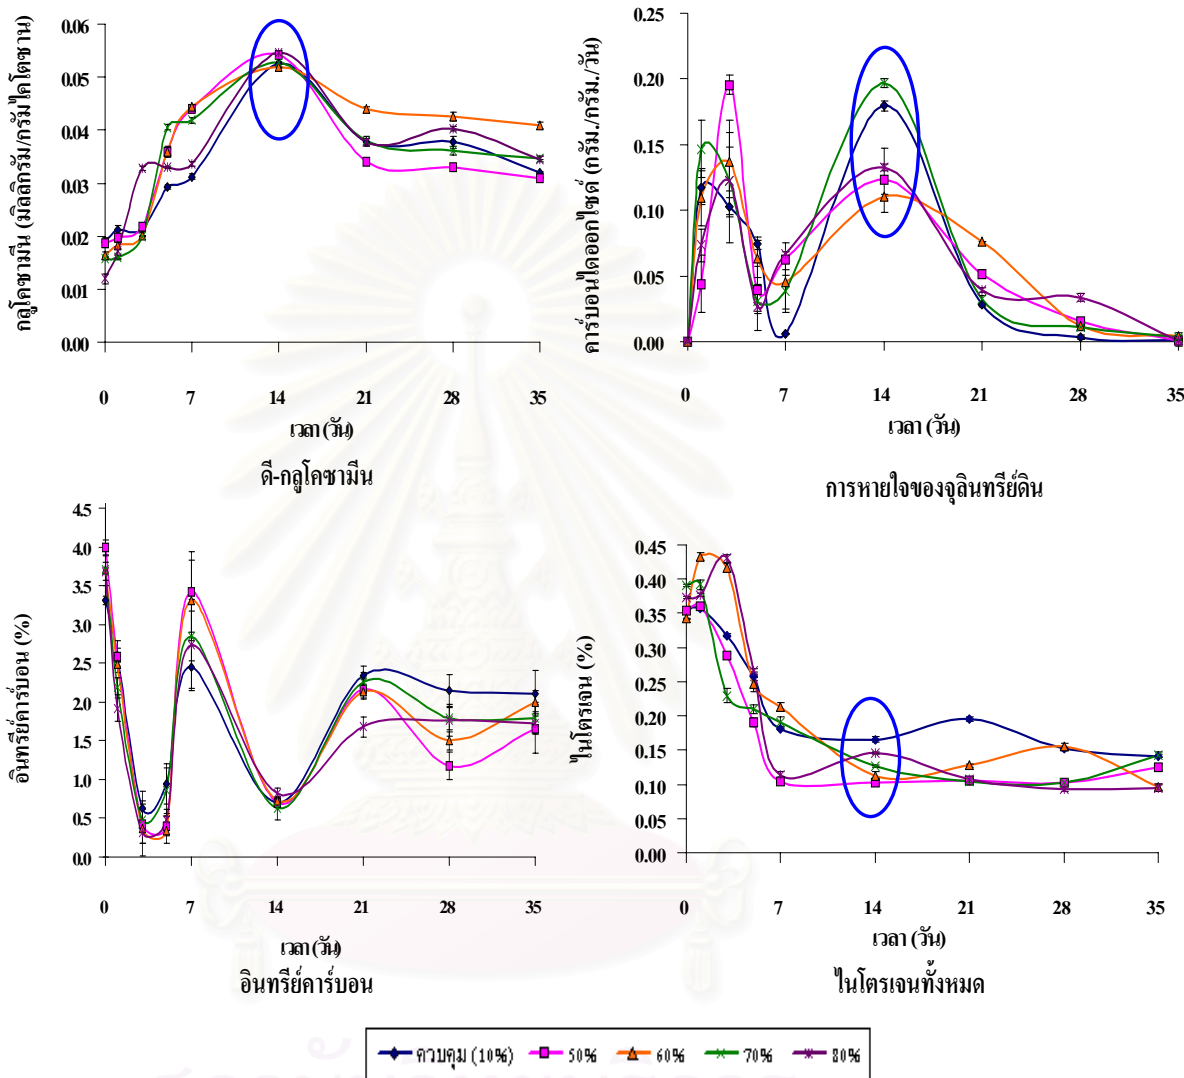 กลูโคซามีน (มิลลิกรัม/กรัมไคโตซาน)
0.06
0.05
0.04
0.03
0.02
0.01
0.00
0 7 14 21 28 35
เวลา (วัน)
ดี-กลูโคซามีน
คาร์บอนไดออกไซด์ (กรัม./กรัม./วัน)
0.25
0.20
0.15
0.10
0.05
0.00
0 7 14 21 28 35
เวลา (วัน)
การหายใจของจุลินทรีย์ดิน
อินทรีย์คาร์บอน (%)
4.5
4.0
3.5
3.0
2.5
2.0
1.5
1.0
0.5
0.0
0 7 14 21 28 35
เวลา (วัน)
อินทรีย์คาร์บอน
ไนโตรเจน (%)
0.45
0.40
0.35
0.30
0.25
0.20
0.15
0.10
0.05
0.00
0 7 14 21 28 35
เวลา (วัน)
ไนโตรเจนทั้งหมด
ควบคุม (10%) 50% 60% 70% 80%